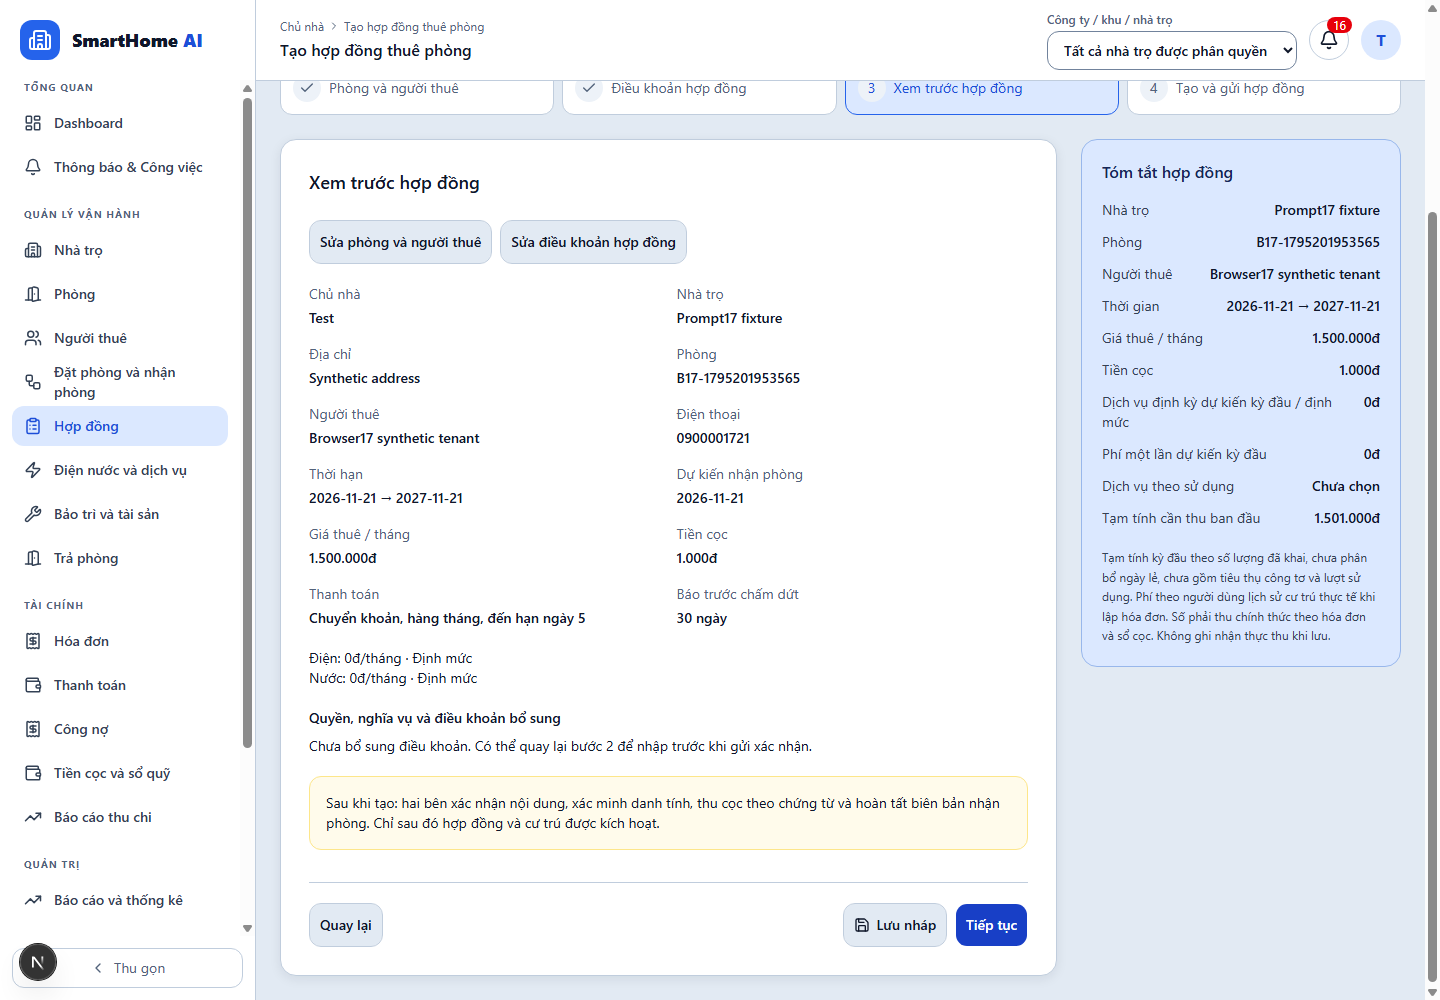 SmartHome AI
TỔNG QUAN
Dashboard
Thông báo & Công việc
QUẢN LÝ VẬN HÀNH
Nhà trọ
Phòng
Người thuê
Đặt phòng và nhận
phòng
Hợp đồng
Điện nước và dịch vụ
Bảo trì và tài sản
Trả phòng
TÀI CHÍNH
Hóa đơn
Thanh toán
Công nợ
Tiền cọc và sổ quỹ
Báo cáo thu chi
QUẢN TRỊ
Báo cáo và thống kê
N
Thu gọn
Chủ nhà > Tạo hợp đồng thuê phòng
Tạo hợp đồng thuê phòng
Công ty / khu / nhà trọ
Tất cả nhà trọ được phân quyền
16
T
Phòng và người thuê
Điều khoản hợp đồng
3 Xem trước hợp đồng
4 Tạo và gửi hợp đồng
Xem trước hợp đồng
Sửa phòng và người thuê
Sửa điều khoản hợp đồng
Chủ nhà
Test
Nhà trọ
Prompt17 fixture
Địa chỉ
Synthetic address
Phòng
B17-1795201953565
Người thuê
Browser17 synthetic tenant
Điện thoại
0900001721
Thời hạn
2026-11-21 → 2027-11-21
Dự kiến nhận phòng
2026-11-21
Giá thuê / tháng
1.500.000đ
Tiền cọc
1.000đ
Thanh toán
Chuyển khoản, hàng tháng, đến hạn ngày 5
Báo trước chấm dứt
30 ngày
Điện: 0đ/tháng · Định mức
Nước: 0đ/tháng · Định mức
Quyền, nghĩa vụ và điều khoản bổ sung
Chưa bổ sung điều khoản. Có thể quay lại bước 2 để nhập trước khi gửi xác nhận.
Sau khi tạo: hai bên xác nhận nội dung, xác minh danh tính, thu cọc theo chứng từ và hoàn tất biên bản nhận
phòng. Chỉ sau đó hợp đồng và cư trú được kích hoạt.
Quay lại
Lưu nháp
Tiếp tục
Tóm tắt hợp đồng
Nhà trọ Prompt17 fixture
Phòng B17-1795201953565
Người thuê Browser17 synthetic tenant
Thời gian 2026-11-21 → 2027-11-21
Giá thuê / tháng 1.500.000đ
Tiền cọc 1.000đ
Dịch vụ định kỳ dự kiến kỳ đầu / định 0đ
mức
Phí một lần dự kiến kỳ đầu 0đ
Dịch vụ theo sử dụng Chưa chọn
Tạm tính cần thu ban đầu 1.501.000đ
Tạm tính kỳ đầu theo số lượng đã khai, chưa phân
bổ ngày lẻ, chưa gồm tiêu thụ công tơ và lượt sử
dụng. Phí theo người dùng lịch sử cư trú thực tế khi
lập hóa đơn. Số phải thu chính thức theo hóa đơn
và sổ cọc. Không ghi nhận thực thu khi lưu.